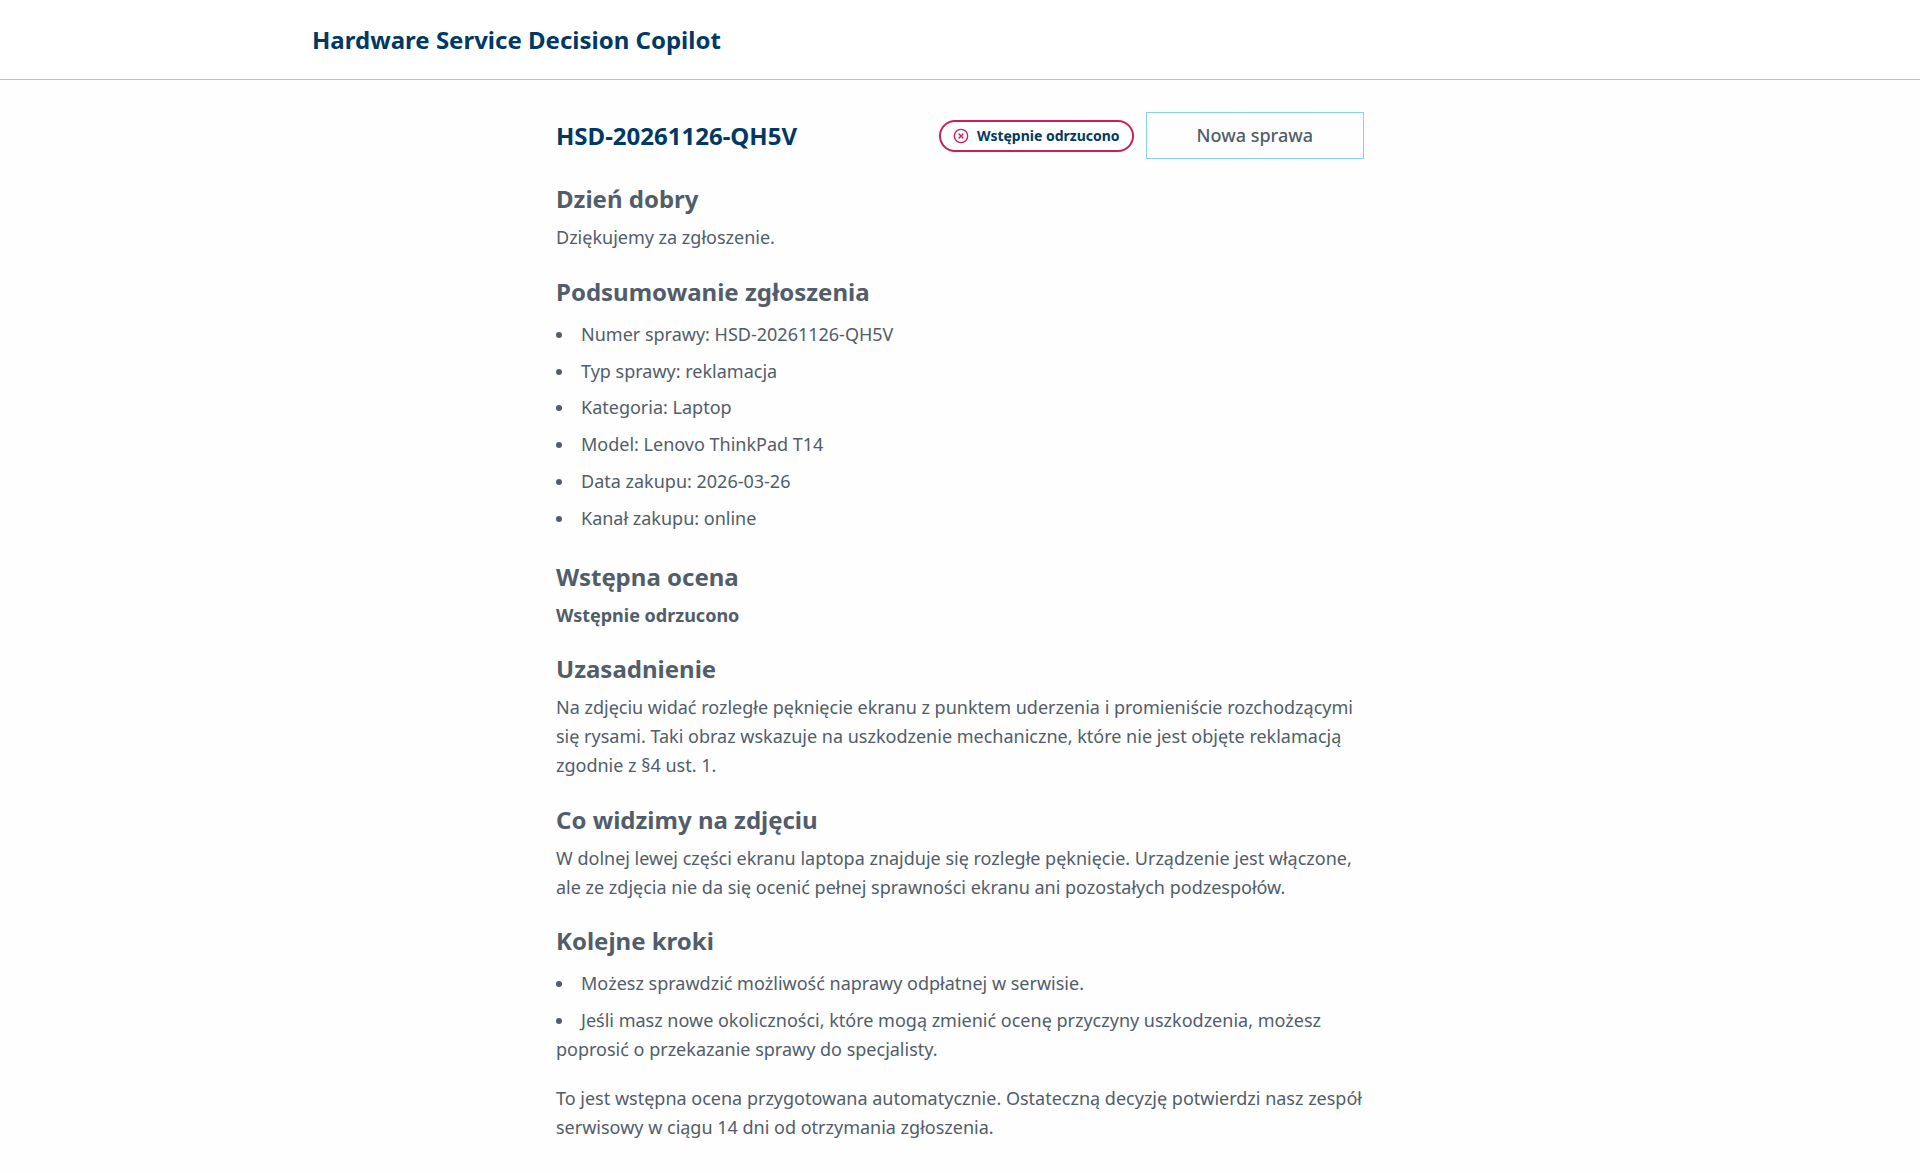 Hardware Service Decision Copilot
HSD-20261126-QH5V
Wstępnie odrzucono
Nowa sprawa
Dzień dobry
Dziękujemy za zgłoszenie.
Podsumowanie zgłoszenia
• Numer sprawy: HSD-20261126-QH5V
• Typ sprawy: reklamacja
• Kategoria: Laptop
• Model: Lenovo ThinkPad T14
• Data zakupu: 2026-03-26
• Kanał zakupu: online
Wstępna ocena
Wstępnie odrzucono
Uzasadnienie
Na zdjęciu widać rozległe pęknięcie ekranu z punktem uderzenia i promieniście rozchodzącymi
się rysami. Taki obraz wskazuje na uszkodzenie mechaniczne, które nie jest objęte reklamacją
zgodnie z §4 ust. 1.
Co widzimy na zdjęciu
W dolnej lewej części ekranu laptopa znajduje się rozległe pęknięcie. Urządzenie jest włączone,
ale ze zdjęcia nie da się ocenić pełnej sprawności ekranu ani pozostałych podzespołów.
Kolejne kroki
• Możesz sprawdzić możliwość naprawy odpłatnej w serwisie.
• Jeśli masz nowe okoliczności, które mogą zmienić ocenę przyczyny uszkodzenia, możesz
poprosić o przekazanie sprawy do specjalisty.
To jest wstępna ocena przygotowana automatycznie. Ostateczną decyzję potwierdzi nasz zespół
serwisowy w ciągu 14 dni od otrzymania zgłoszenia.